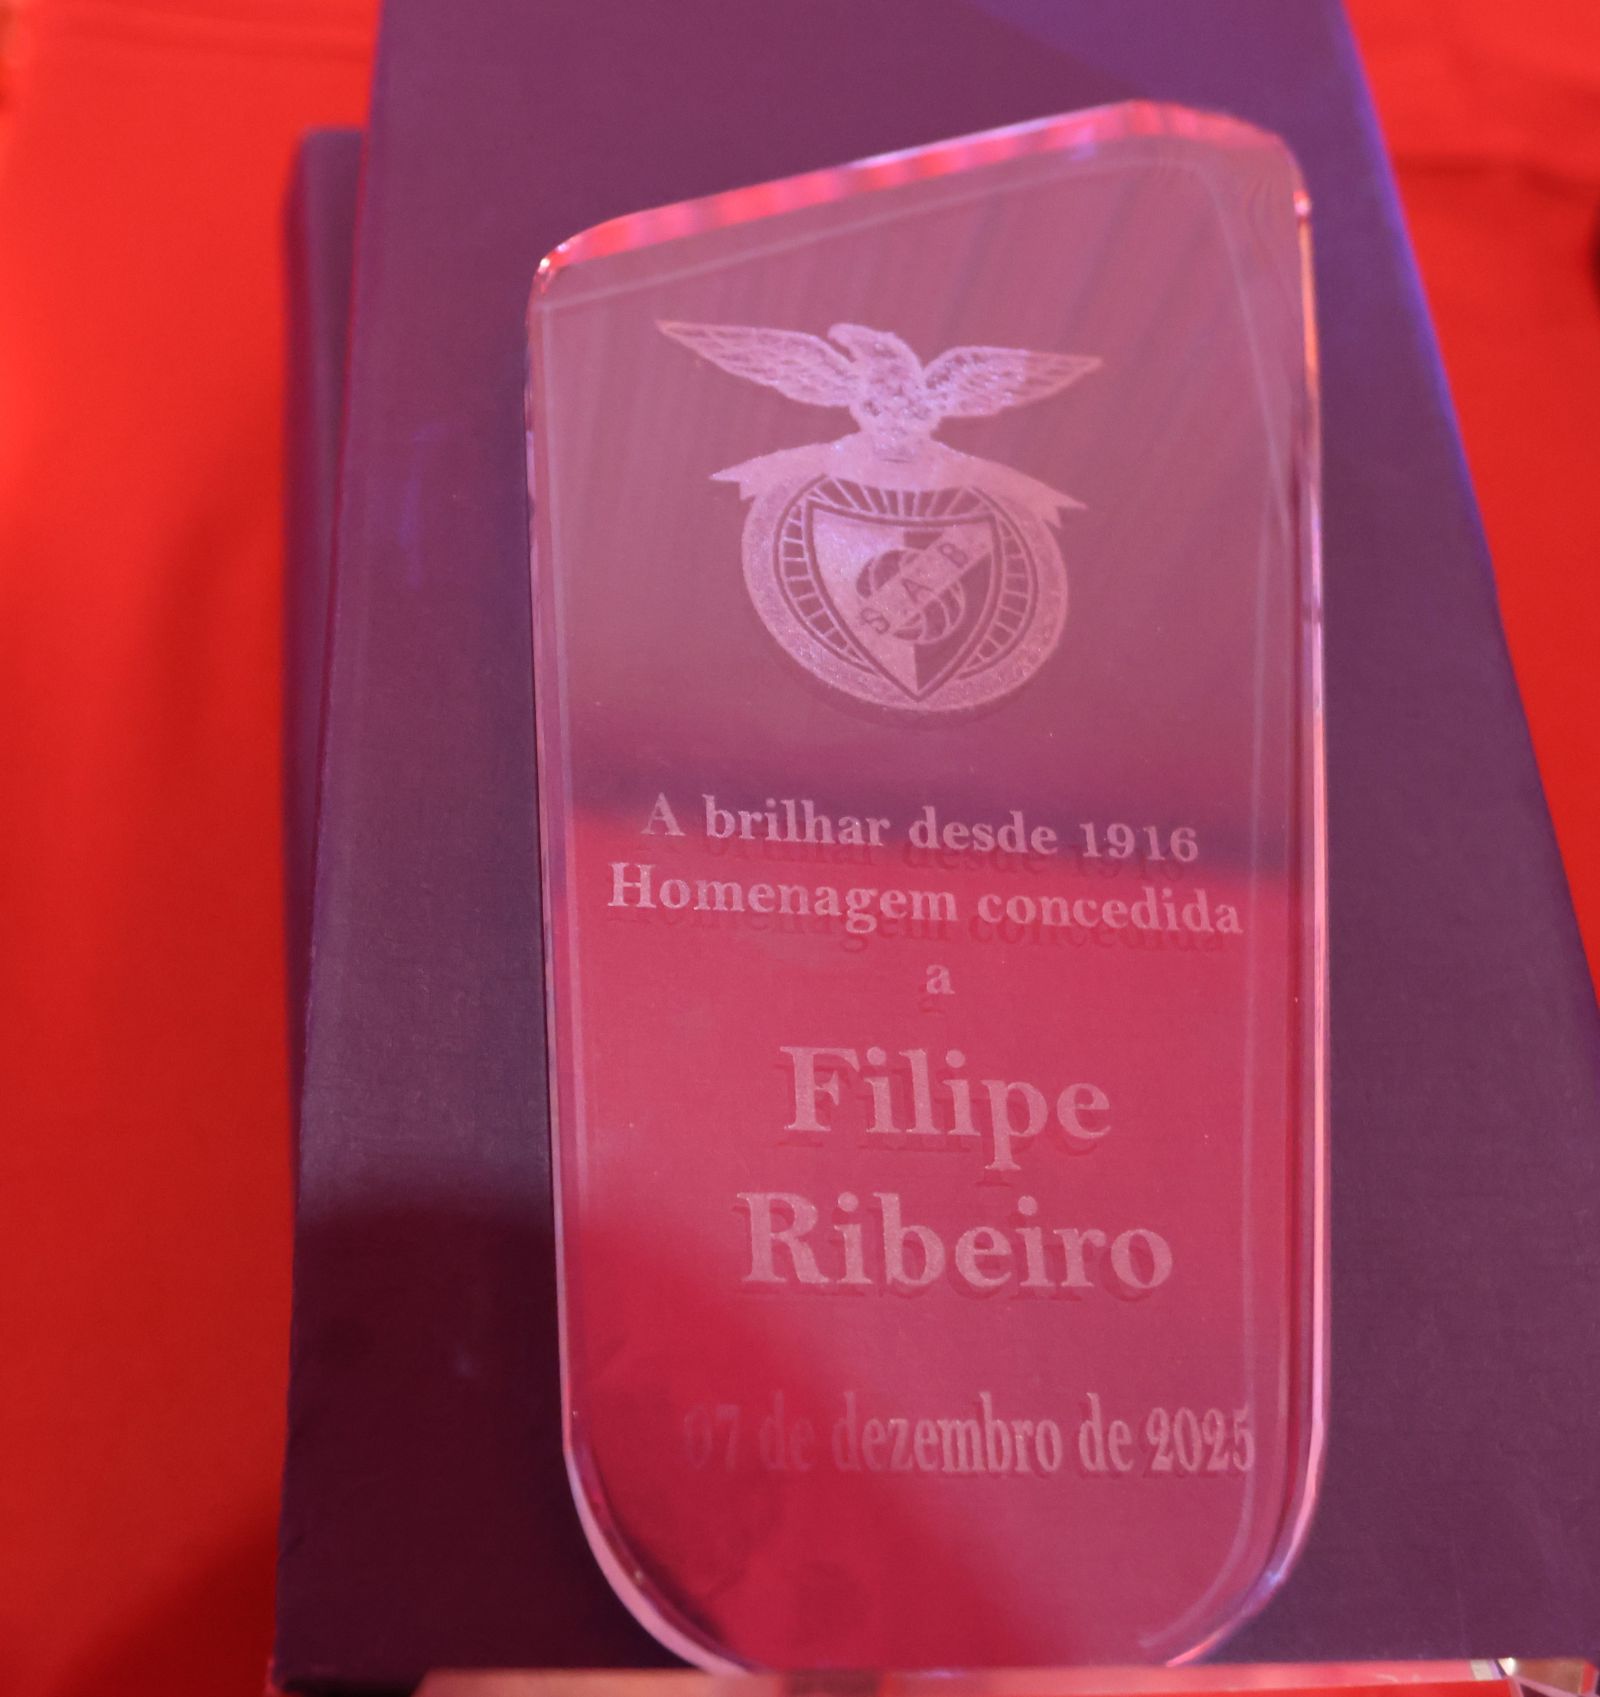 S A B
A brilhar desde 1916
Homenagem concedida
a
Filipe
Ribeiro
07 de dezembro de 2025